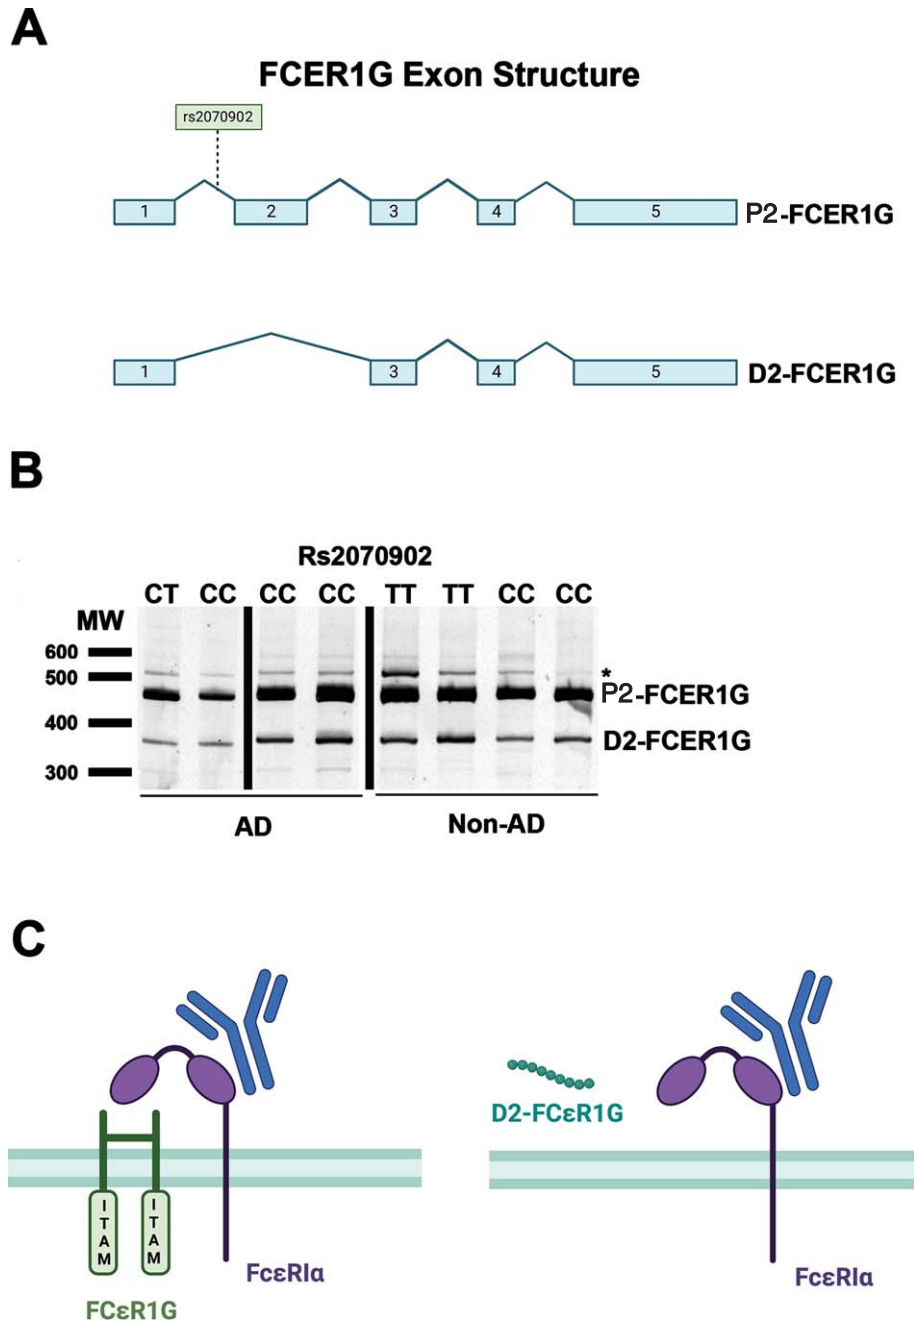 A
FCER1G Exon Structure
rs2070902
1 2 3 4 5 P2-FCER1G
1 3 4 5 D2-FCER1G
B
Rs2070902
CT CC CC CC TT TT CC CC
MW
600
500 *
P2-FCER1G
400
D2-FCER1G
300
AD Non-AD
C
D2-FCεR1G
ITAM ITAM
FcεRIα FcεRIα
FCεR1G